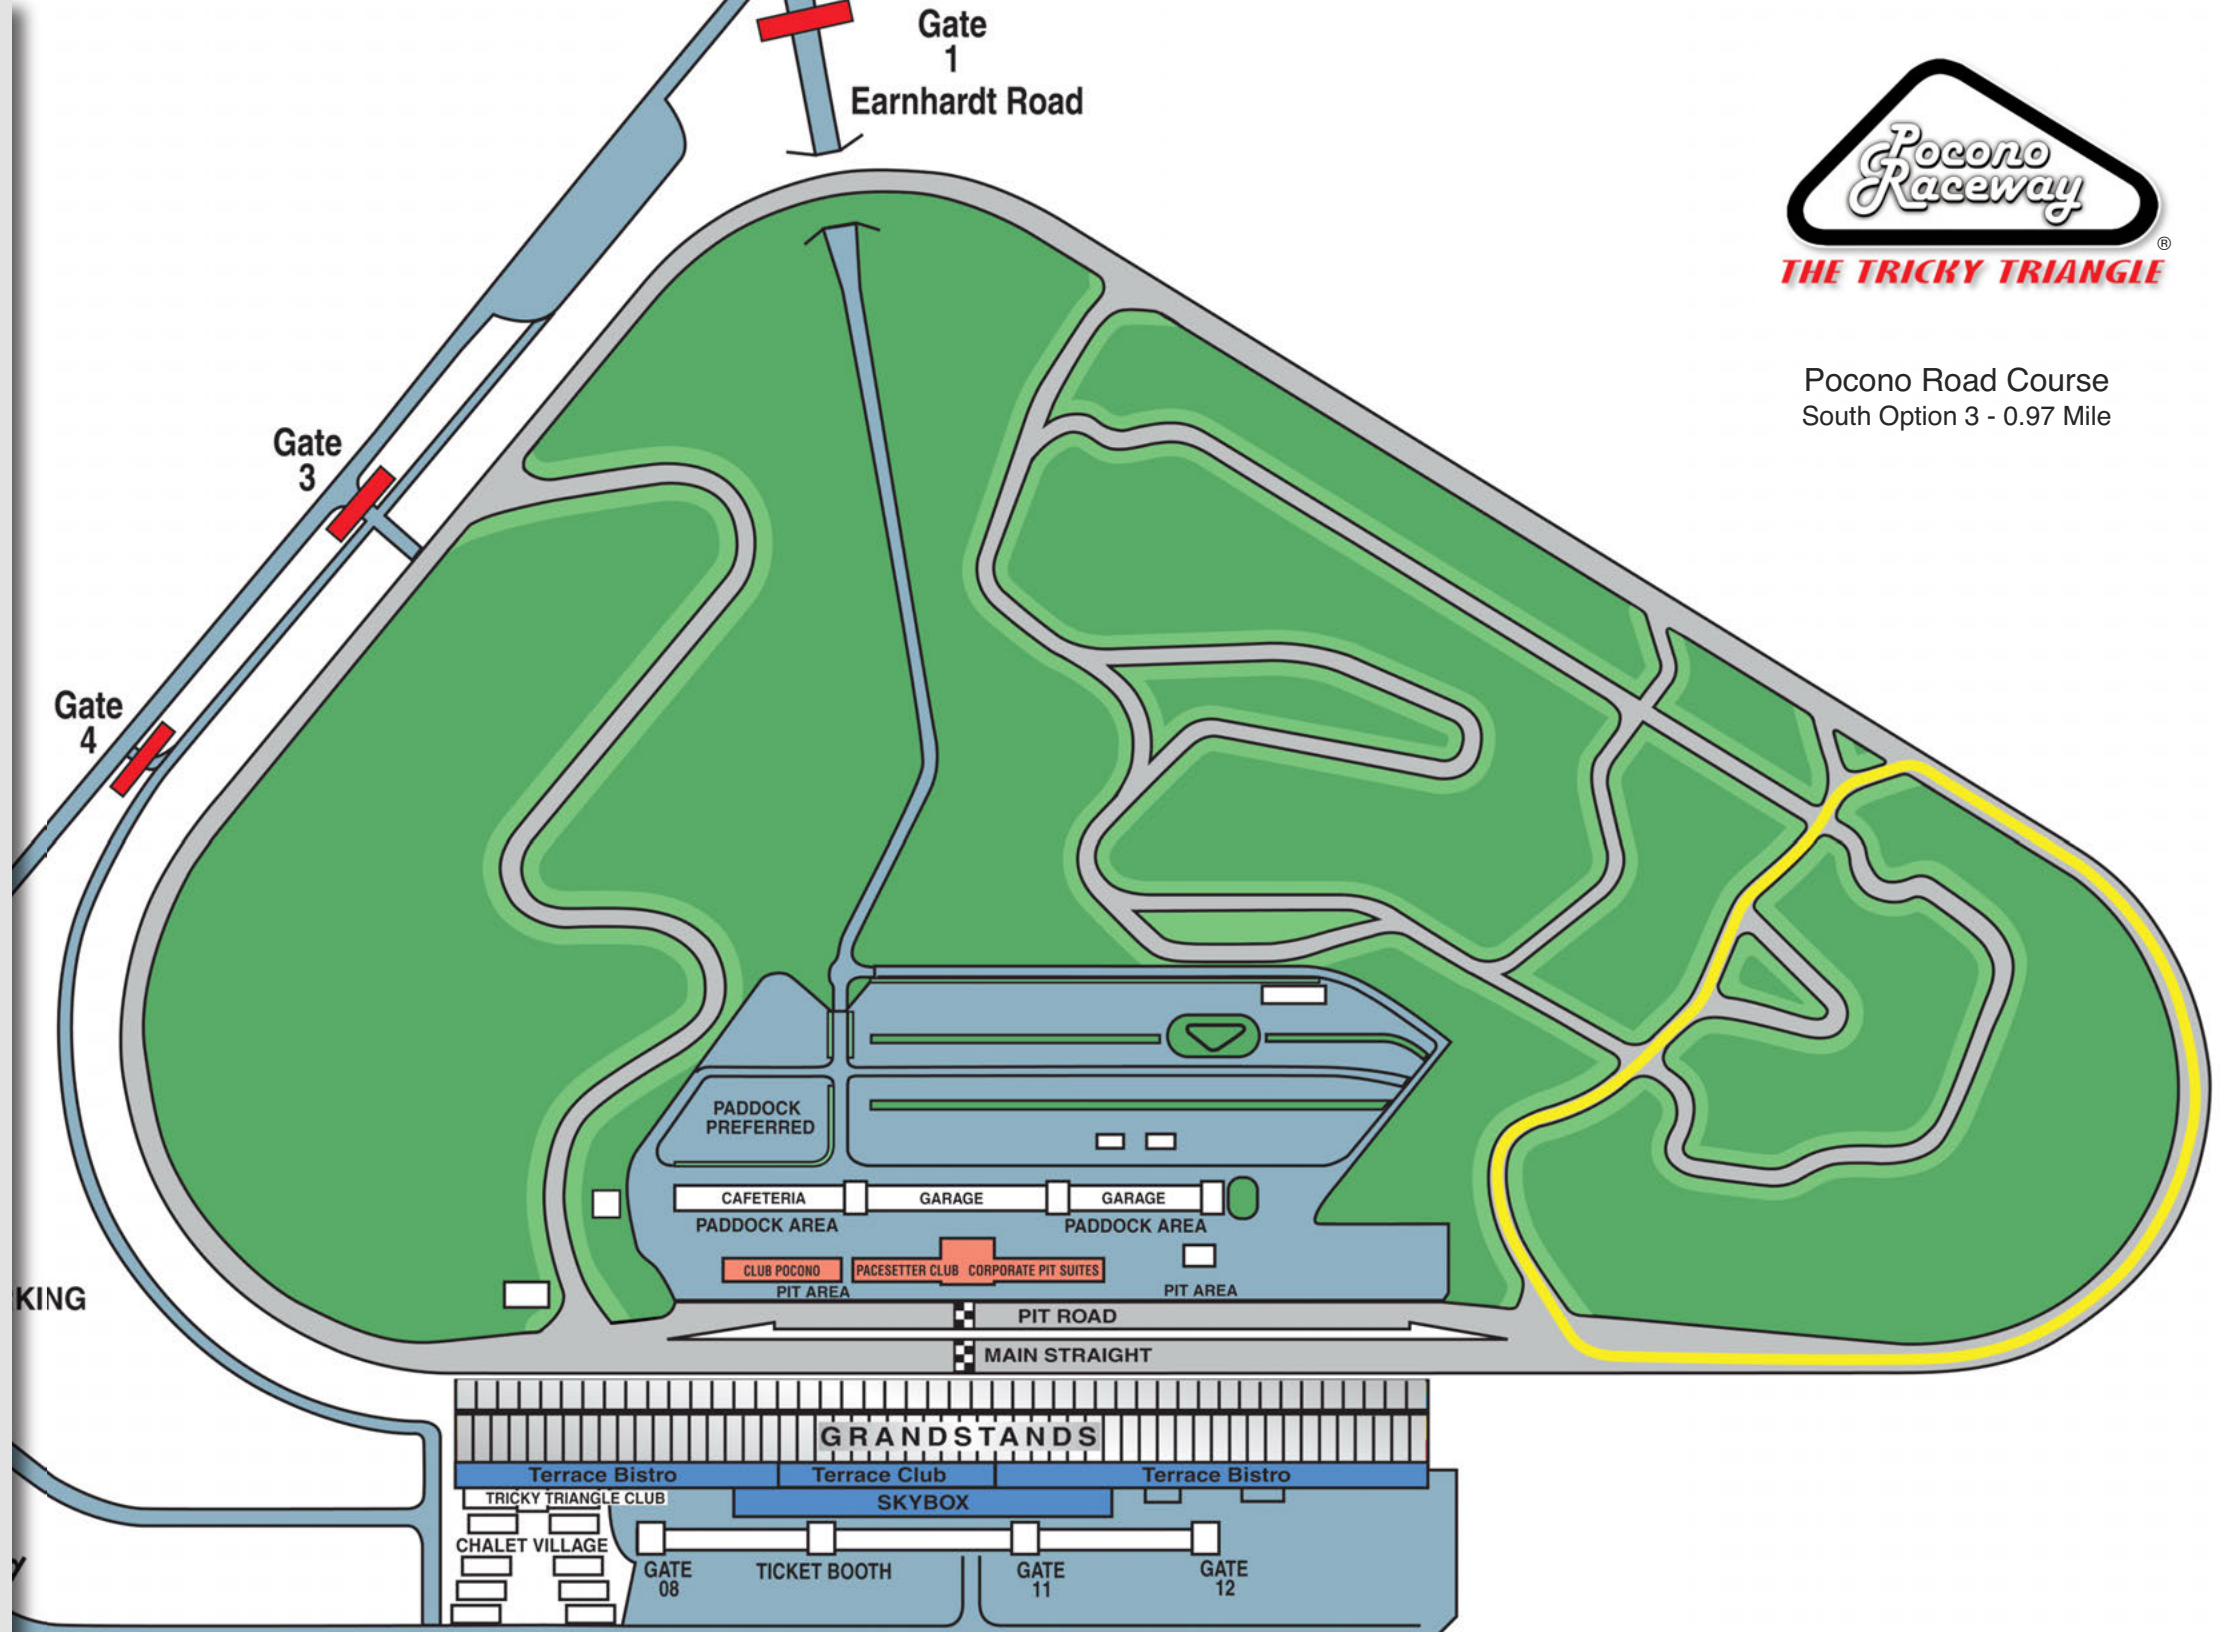 Gate
1
Earnhardt Road
Pocono
Raceway
®
THE TRICKY TRIANGLE
Pocono Road Course
South Option 3 - 0.97 Mile
Gate
3
Gate
4
PADDOCK
PREFERRED
CAFETERIA
GARAGE
GARAGE
PADDOCK AREA
PADDOCK AREA
CLUB POCONO
PACESETTER CLUB
CORPORATE PIT SUITES
PIT AREA
PIT AREA
KING
PIT ROAD
MAIN STRAIGHT
GRANDSTANDS
Terrace Bistro
Terrace Club
Terrace Bistro
TRICKY TRIANGLE CLUB
SKYBOX
CHALET VILLAGE
GATE
08
TICKET BOOTH
GATE
11
GATE
12